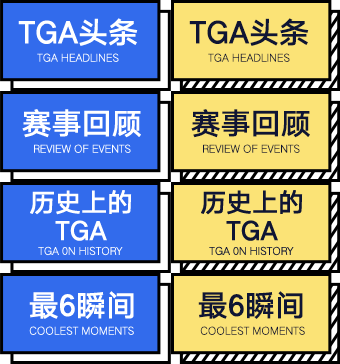 TGA头条
TGA HEADLINES
TGA头条
TGA HEADLINES
赛事回顾
REVIEW OF EVENTS
赛事回顾
REVIEW OF EVENTS
历史上的
TGA
TGA 0N HISTORY
历史上的
TGA
TGA 0N HISTORY
最6瞬间
COOLEST MOMENTS
最6瞬间
COOLEST MOMENTS